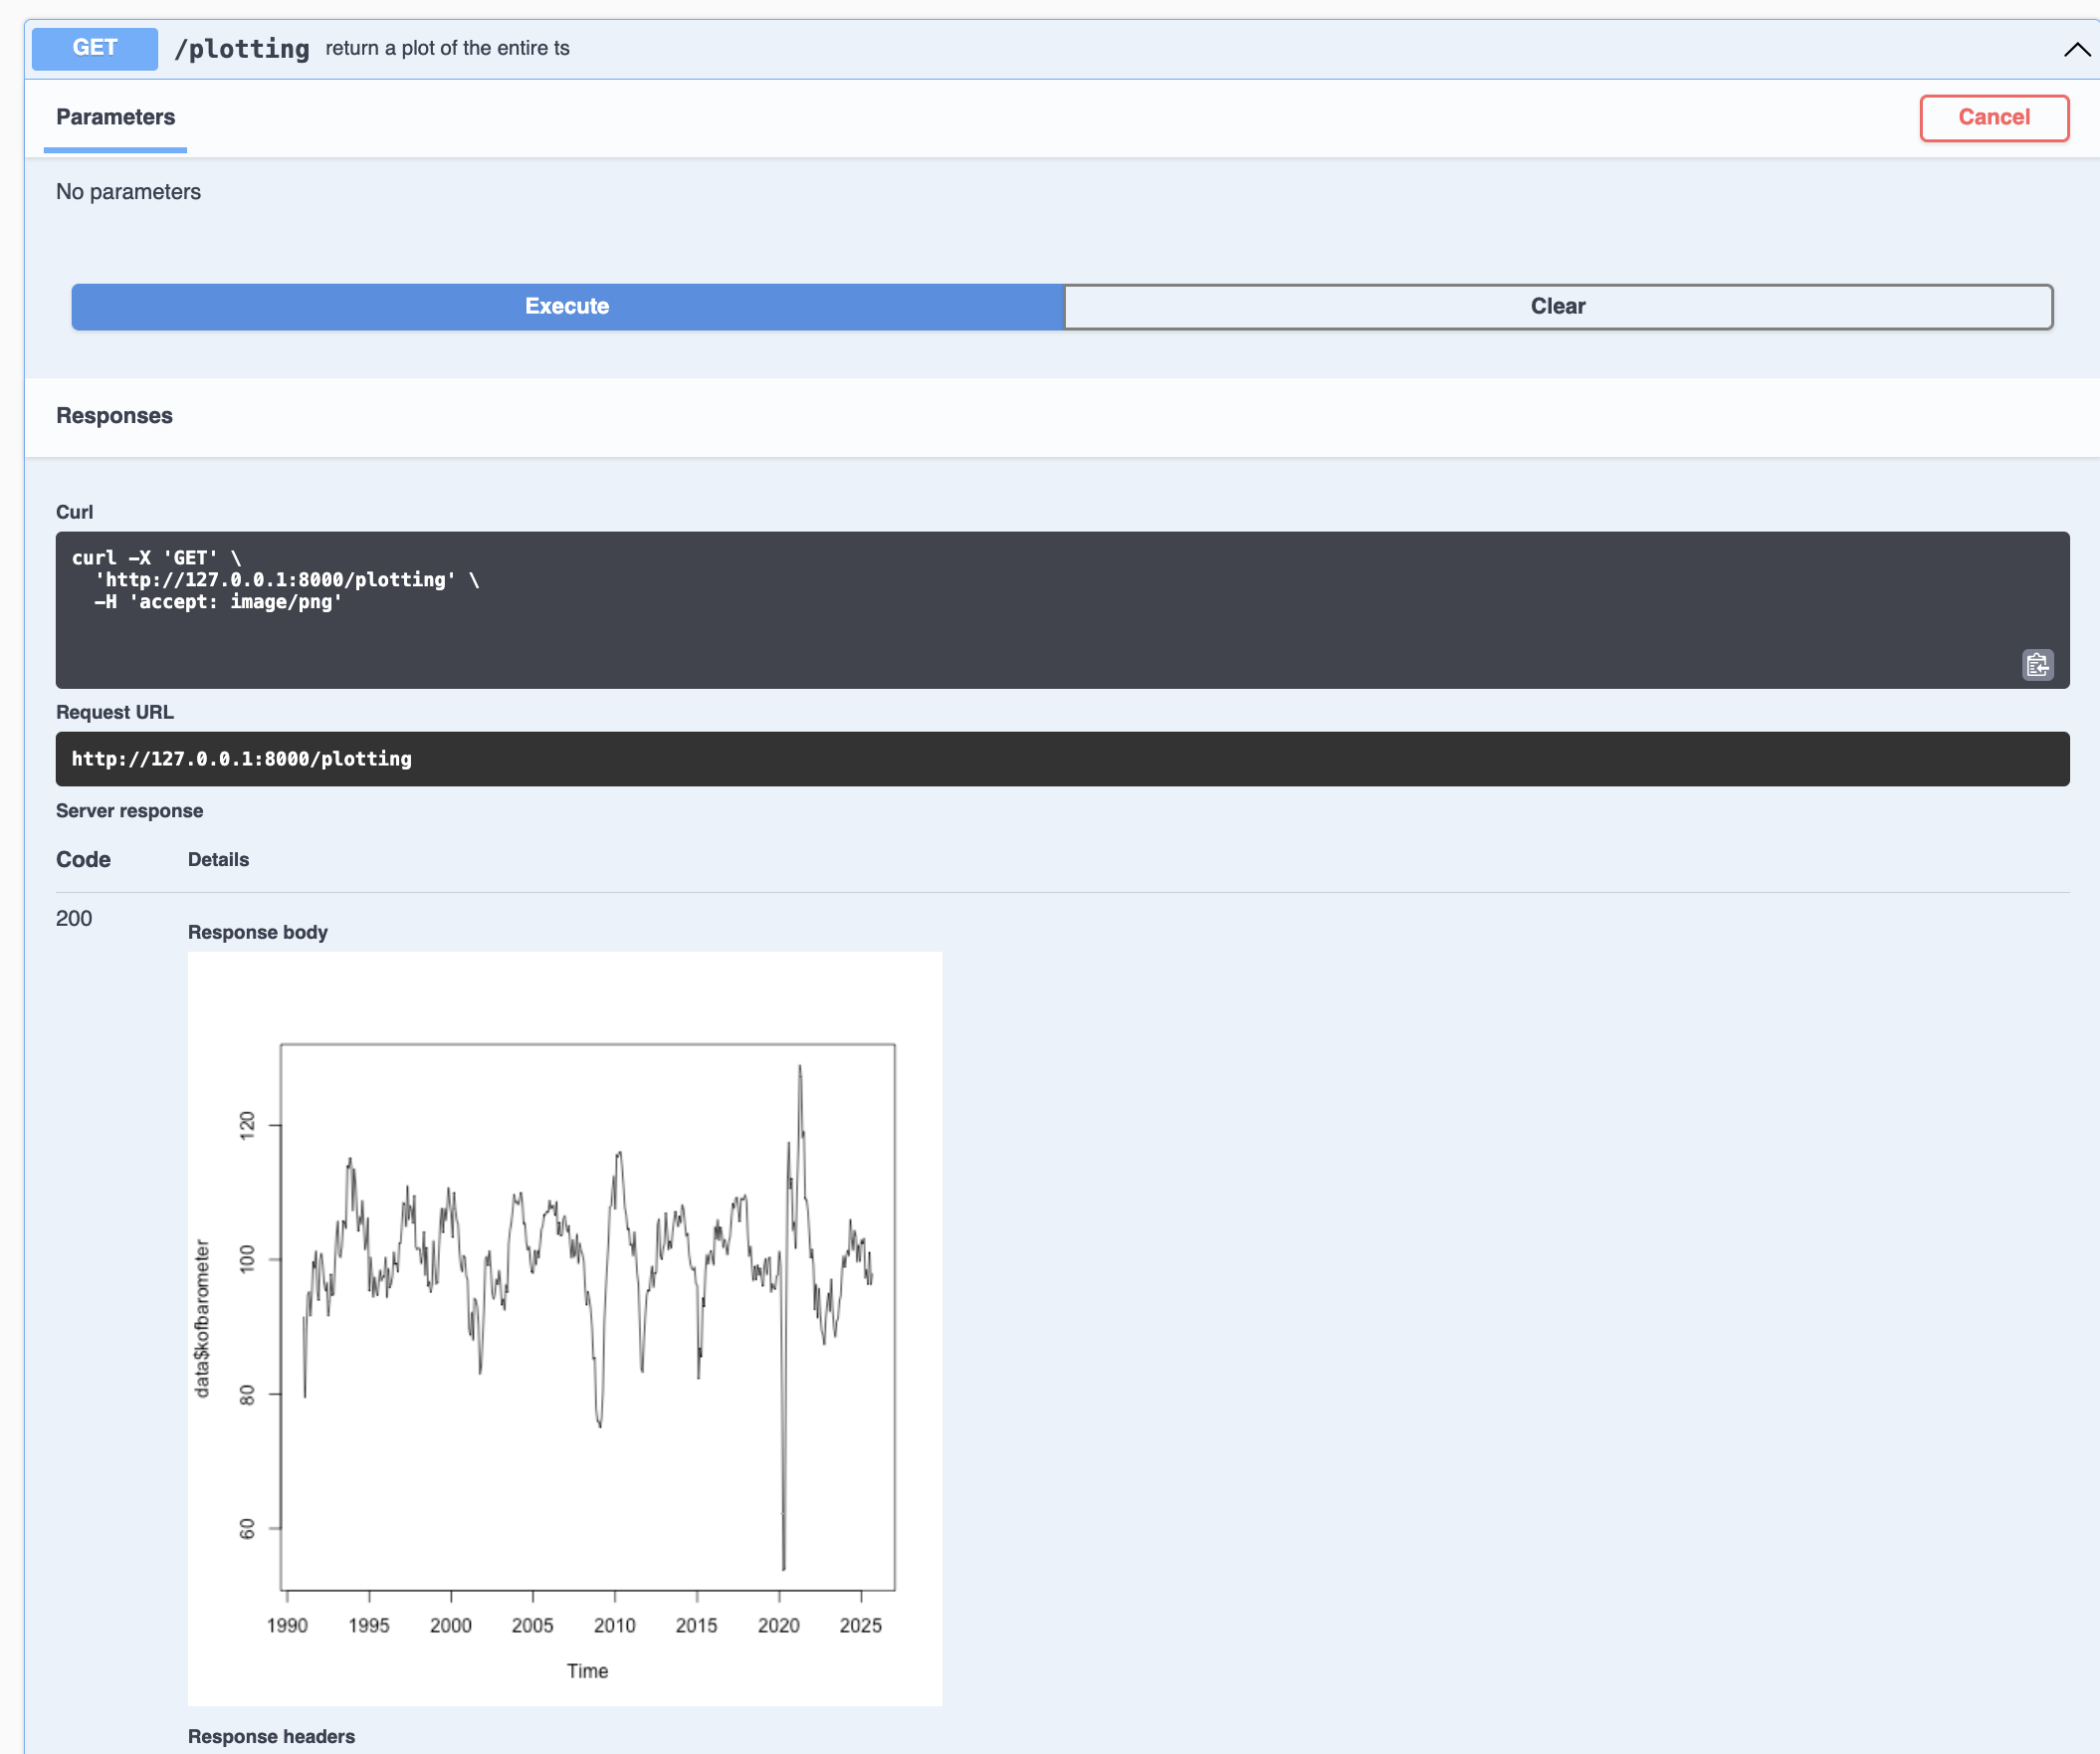 GET /plotting return a plot of the entire ts
Parameters
Cancel
No parameters
Execute
Clear
Responses
Curl
curl -X 'GET' \
'http://127.0.0.1:8000/plotting' \
-H 'accept: image/png'
Request URL
http://127.0.0.1:8000/plotting
Server response
Code Details
200
Response body
data$kofbarometer
120
100
80
60
1990 1995 2000 2005 2010 2015 2020 2025
Time
Response headers